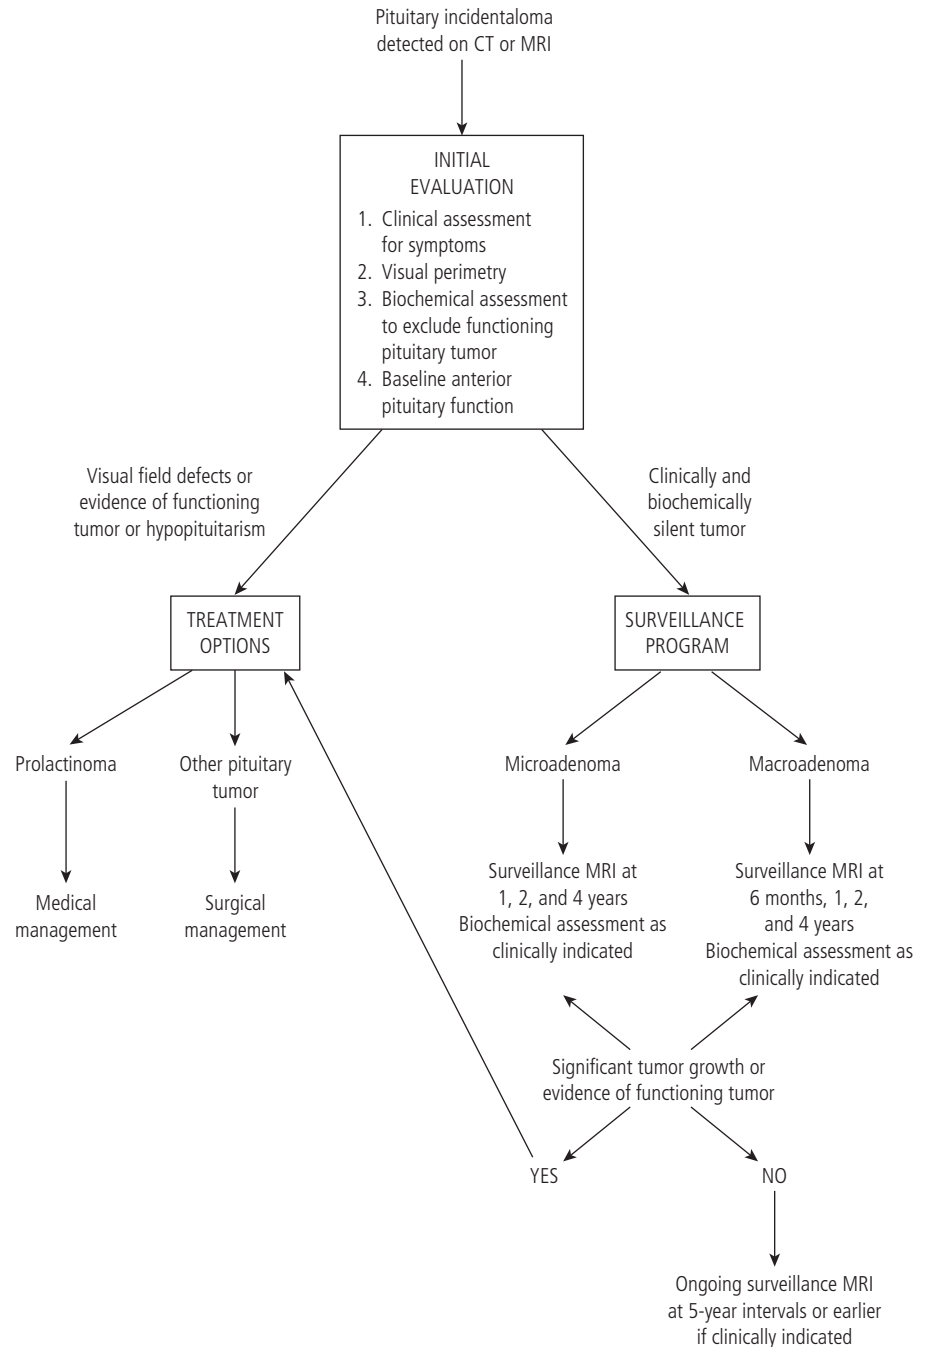 Pituitary incidentaloma
detected on CT or MRI
INITIAL
EVALUATION
1. Clinical assessment
for symptoms
2. Visual perimetry
3. Biochemical assessment
to exclude functioning
pituitary tumor
4. Baseline anterior
pituitary function
Visual field defects or
evidence of functioning
tumor or hypopituitarism
Clinically and
biochemically
silent tumor
TREATMENT
OPTIONS
SURVEILLANCE
PROGRAM
Prolactinoma
Other pituitary
tumor
Microadenoma
Macroadenoma
Medical
management
Surgical
management
Surveillance MRI at
1, 2, and 4 years
Biochemical assessment as
clinically indicated
Surveillance MRI at
6 months, 1, 2,
and 4 years
Biochemical assessment as
clinically indicated
Significant tumor growth or
evidence of functioning tumor
YES
NO
Ongoing surveillance MRI
at 5-year intervals or earlier
if clinically indicated